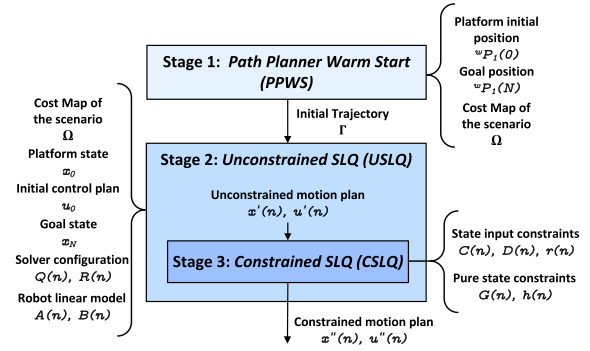 Stage 1: Path Planner Warm Start
(PPWS)
Platform initial
position
ʷP₁(0)
Goal position
ʷP₁(N)
Cost Map of
the scenario
Ω
Initial Trajectory
Γ
Cost Map of
the scenario
Ω
Platform state
x₀
Initial control plan
u₀
Goal state
x_N
Solver configuration
Q(n), R(n)
Robot linear model
A(n), B(n)
Stage 2: Unconstrained SLQ (USLQ)
Unconstrained motion plan
x'(n), u'(n)
Stage 3: Constrained SLQ (CSLQ)
State input constraints
C(n), D(n), r(n)
Pure state constraints
G(n), h(n)
Constrained motion plan
x''(n), u''(n)